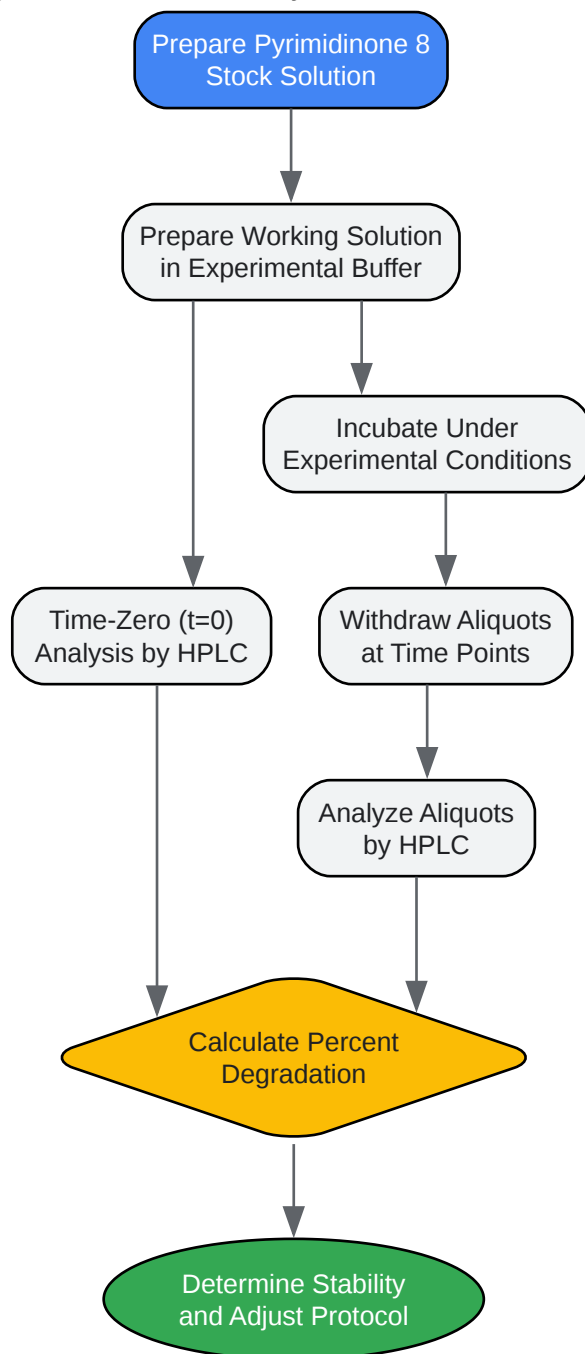 Prepare Pyrimidinone 8
Stock Solution
Prepare Working Solution
in Experimental Buffer
Incubate Under
Experimental Conditions
Time-Zero (t=0)
Analysis by HPLC
Withdraw Aliquots
at Time Points
Analyze Aliquots
by HPLC
Calculate Percent
Degradation
Determine Stability
and Adjust Protocol